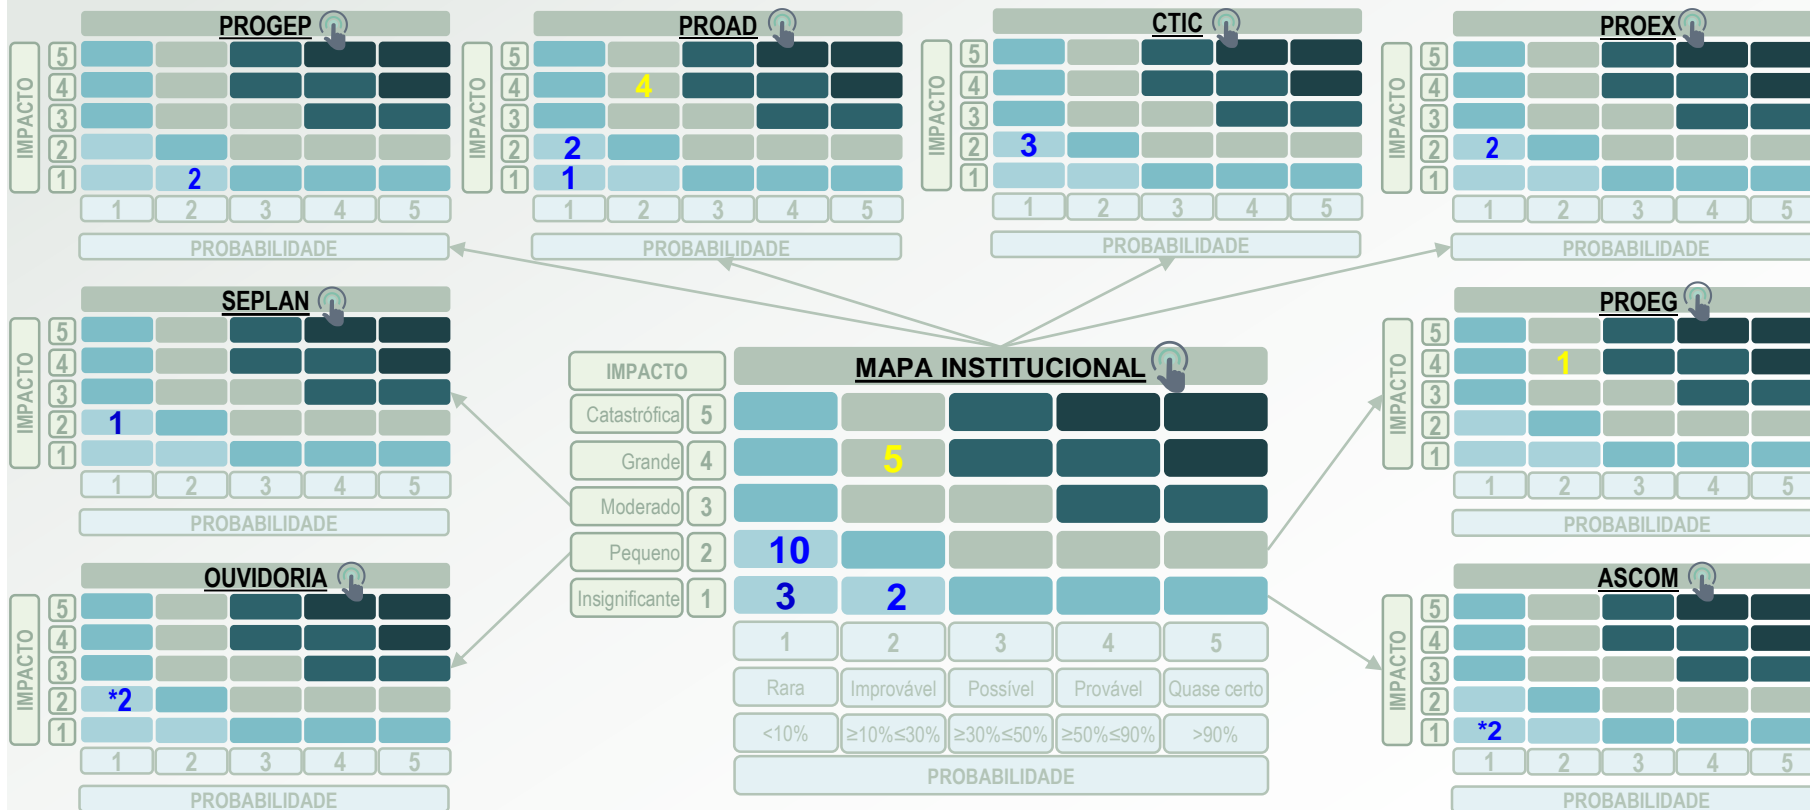 PROGEP
IMPACTO
5
4
3
2
1 2
1 2 3 4 5
PROBABILIDADE
PROAD
IMPACTO
5
4 4
3
2 2
1 1
1 2 3 4 5
PROBABILIDADE
CTIC
IMPACTO
5
4
3
2 3
1
1 2 3 4 5
PROBABILIDADE
PROEX
IMPACTO
5
4
3
2 2
1
1 2 3 4 5
PROBABILIDADE
SEPLAN
IMPACTO
5
4
3
2 1
1
1 2 3 4 5
PROBABILIDADE
MAPA INSTITUCIONAL
IMPACTO
Catastrófica 5
Grande 4 5
Moderado 3
Pequeno 2 10
Insignificante 1 3 2
1 2 3 4 5
Rara Improvável Possível Provável Quase certo
<10% ≥10%≤30% ≥30%≤50% ≥50%≤90% >90%
PROBABILIDADE
PROEG
IMPACTO
5
4 1
3
2
1
1 2 3 4 5
PROBABILIDADE
OUVIDORIA
IMPACTO
5
4
3
2 *2
1
1 2 3 4 5
PROBABILIDADE
ASCOM
IMPACTO
5
4
3
2
1 *2
1 2 3 4 5
PROBABILIDADE